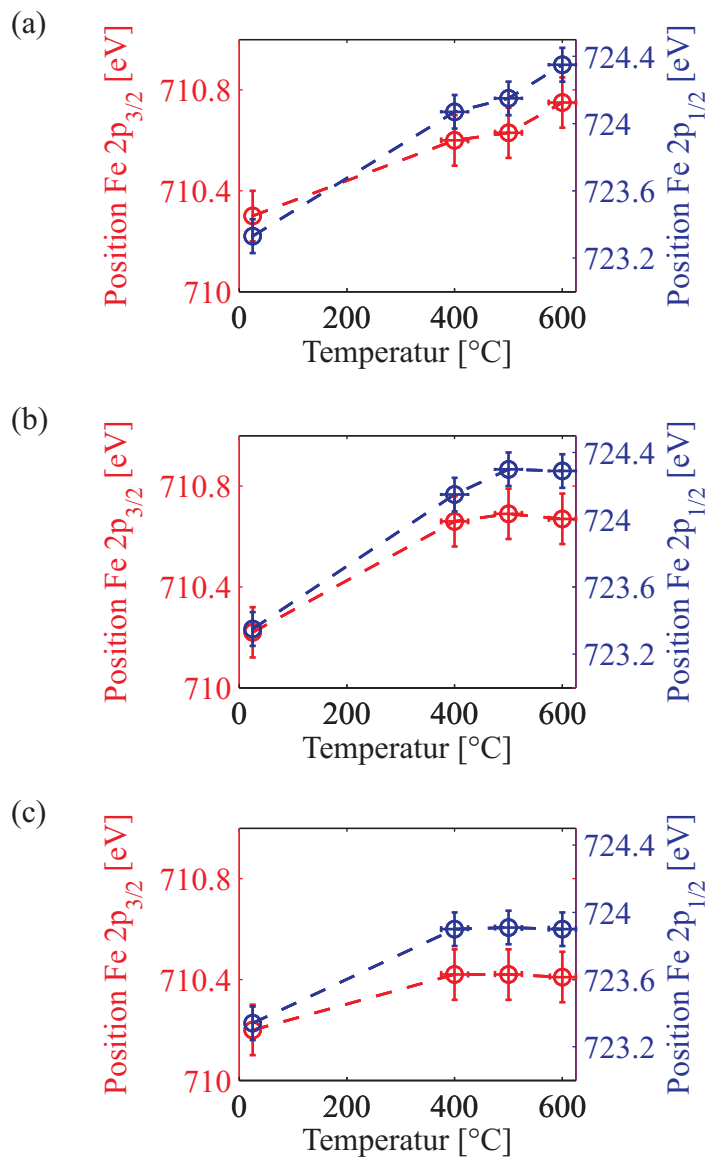 (a)
Position Fe 2p3/2 [eV]
710.8
710.4
710
724.4
724
723.6
723.2
Position Fe 2p1/2 [eV]
0 200 400 600
Temperatur [°C]
(b)
Position Fe 2p3/2 [eV]
710.8
710.4
710
724.4
724
723.6
723.2
Position Fe 2p1/2 [eV]
0 200 400 600
Temperatur [°C]
(c)
Position Fe 2p3/2 [eV]
710.8
710.4
710
724.4
724
723.6
723.2
Position Fe 2p1/2 [eV]
0 200 400 600
Temperatur [°C]